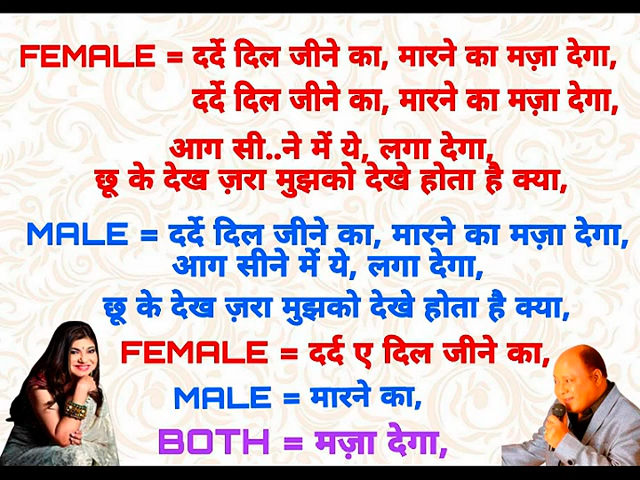 FEMALE = दर्दे दिल जीने का, मारने का मज़ा देगा,
दर्दे दिल जीने का, मारने का मज़ा देगा,
आग सी..ने में ये, लगा देगा,
छू के देख ज़रा मुझको देखे होता है क्या,
MALE = दर्दे दिल जीने का, मारने का मज़ा देगा,
आग सीने में ये, लगा देगा,
छू के देख ज़रा मुझको देखे होता है क्या,
FEMALE = दर्द ए दिल जीने का,
MALE = मारने का,
BOTH = मज़ा देगा,